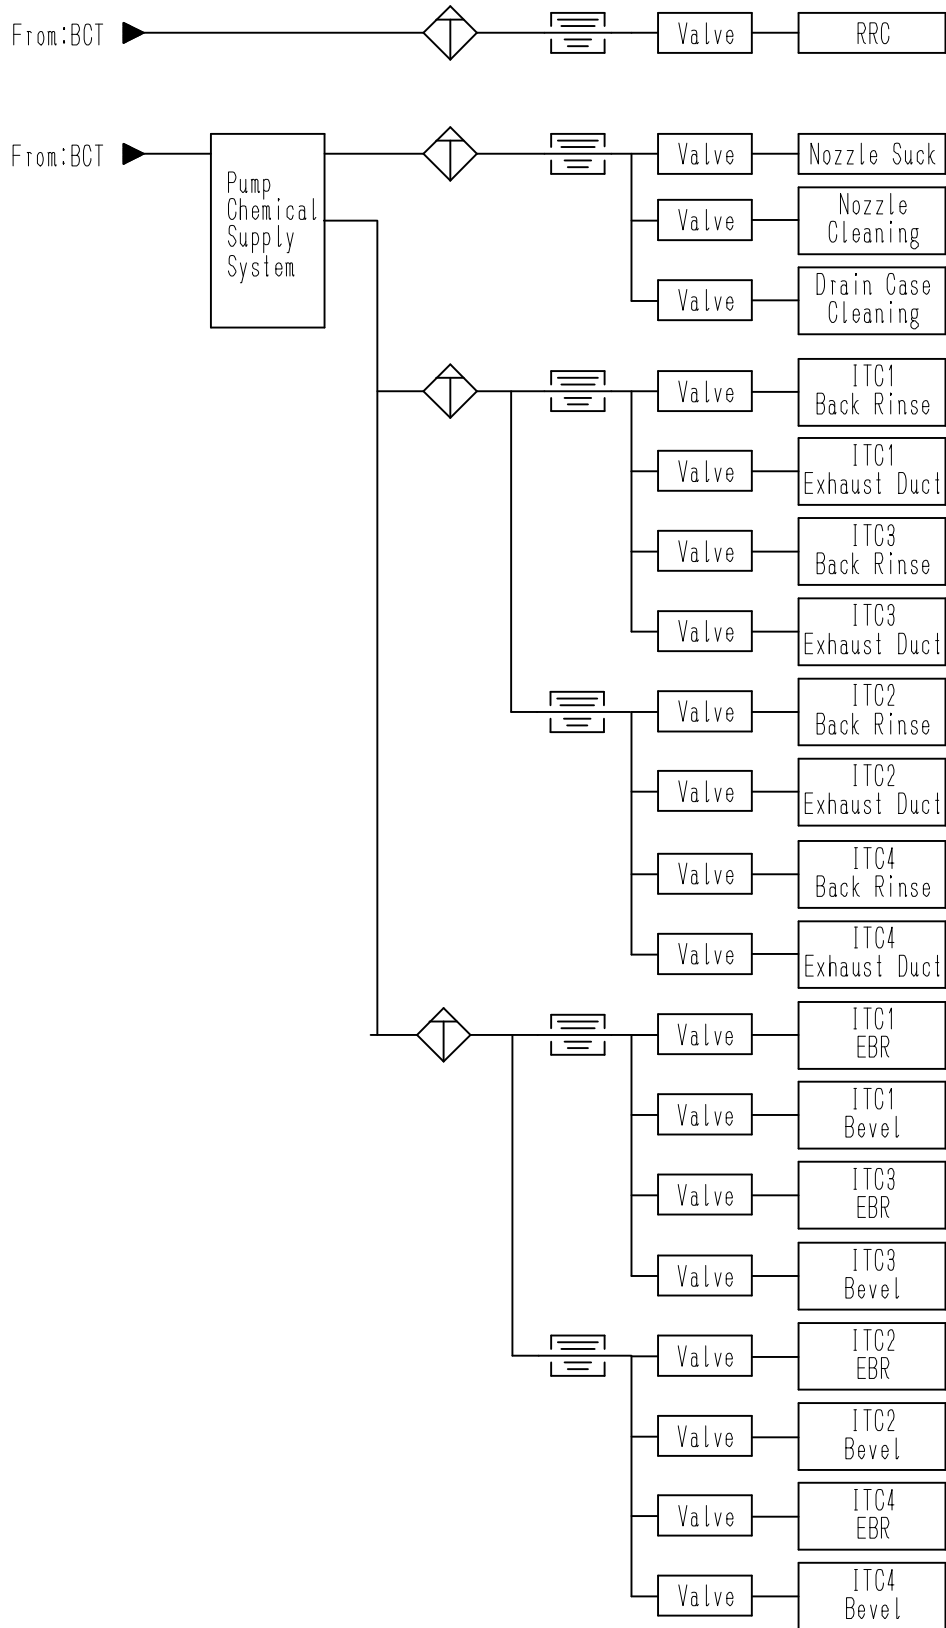 From:BCT
Valve
RRC
From:BCT
Pump
Chemical
Supply
System
Valve
Nozzle Suck
Valve
Nozzle
Cleaning
Valve
Drain Case
Cleaning
Valve
ITC1
Back Rinse
Valve
ITC1
Exhaust Duct
Valve
ITC3
Back Rinse
Valve
ITC3
Exhaust Duct
Valve
ITC2
Back Rinse
Valve
ITC2
Exhaust Duct
Valve
ITC4
Back Rinse
Valve
ITC4
Exhaust Duct
Valve
ITC1
EBR
Valve
ITC1
Bevel
Valve
ITC3
EBR
Valve
ITC3
Bevel
Valve
ITC2
EBR
Valve
ITC2
Bevel
Valve
ITC4
EBR
Valve
ITC4
Bevel